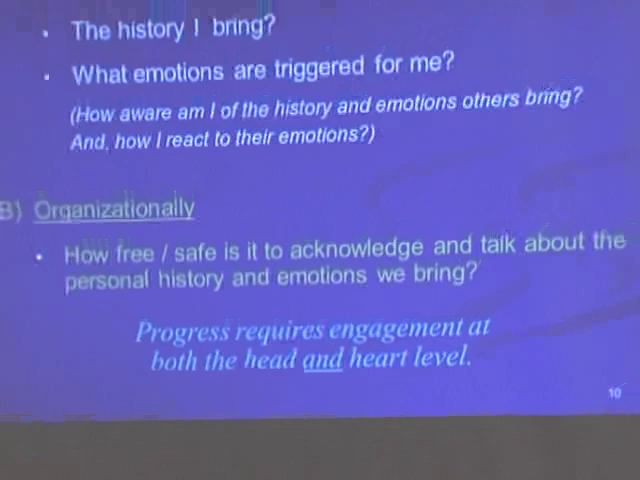 • The history I bring?
• What emotions are triggered for me?
(How aware am I of the history and emotions others bring?
And, how I react to their emotions?)
B) Organizationally
• How free / safe is it to acknowledge and talk about the
personal history and emotions we bring?
Progress requires engagement at
both the head and heart level.
10